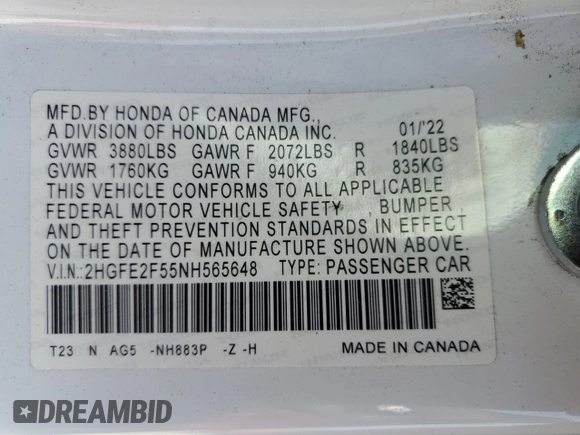 MFD.BY HONDA OF CANADA MFG.,
A DIVISION OF HONDA CANADA INC. 01/'22
GVWR 3880LBS GAWR F 2072LBS R 1840LBS
GVWR 1760KG GAWR F 940KG R 835KG
THIS VEHICLE CONFORMS TO ALL APPLICABLE
FEDERAL MOTOR VEHICLE SAFETY , BUMPER ,
AND THEFT PREVENTION STANDARDS IN EFFECT
ON THE DATE OF MANUFACTURE SHOWN ABOVE.
V.I.N.:2HGFE2F55NH565648 TYPE: PASSENGER CAR
T23 N AG5 -NH883P -Z -H MADE IN CANADA
DREAMBID